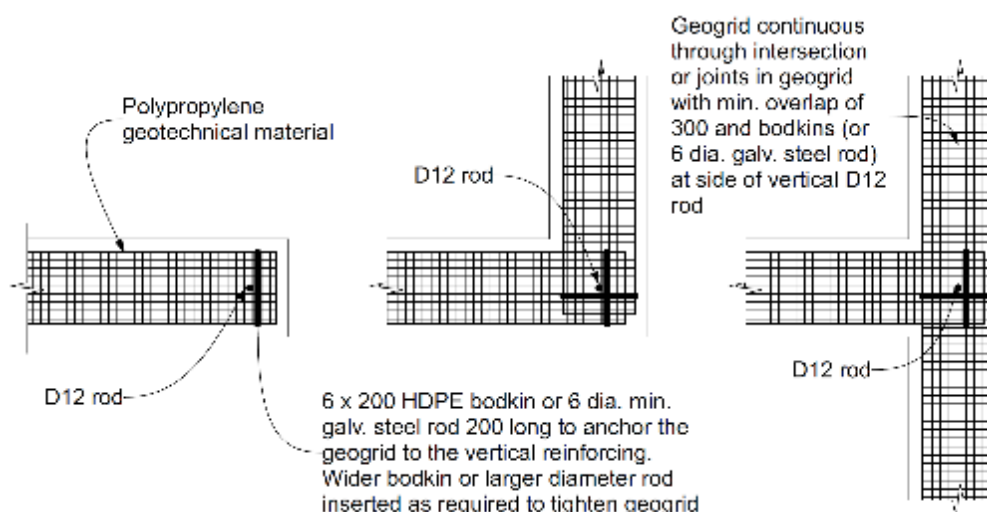 Polypropylene
geotechnical material
D12 rod
Geogrid continuous
through intersection
or joints in geogrid
with min. overlap of
300 and bodkins (or
6 dia. galv. steel rod)
at side of vertical D12
rod
D12 rod
6 x 200 HDPE bodkin or 6 dia. min.
galv. steel rod 200 long to anchor the
geogrid to the vertical reinforcing.
Wider bodkin or larger diameter rod
inserted as required to tighten geogrid
D12 rod